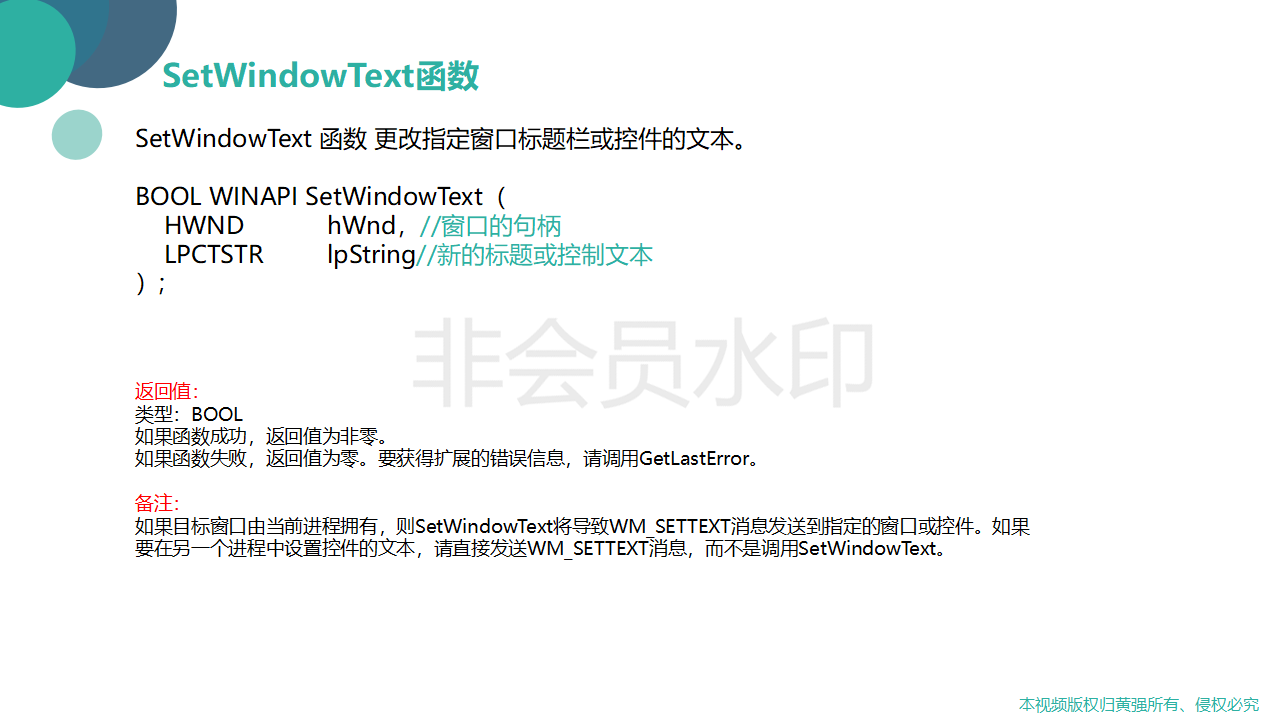 SetWindowText函数
SetWindowText 函数 更改指定窗口标题栏或控件的文本。
BOOL WINAPI SetWindowText（
HWND hWnd，//窗口的句柄
LPCTSTR lpString//新的标题或控制文本
）；
非会员水印
返回值：
类型：BOOL
如果函数成功，返回值为非零。
如果函数失败，返回值为零。要获得扩展的错误信息，请调用GetLastError。
备注：
如果目标窗口由当前进程拥有，则SetWindowText将导致WM_SETTEXT消息发送到指定的窗口或控件。如果
要在另一个进程中设置控件的文本，请直接发送WM_SETTEXT消息，而不是调用SetWindowText。
本视频版权归黄强所有、侵权必究